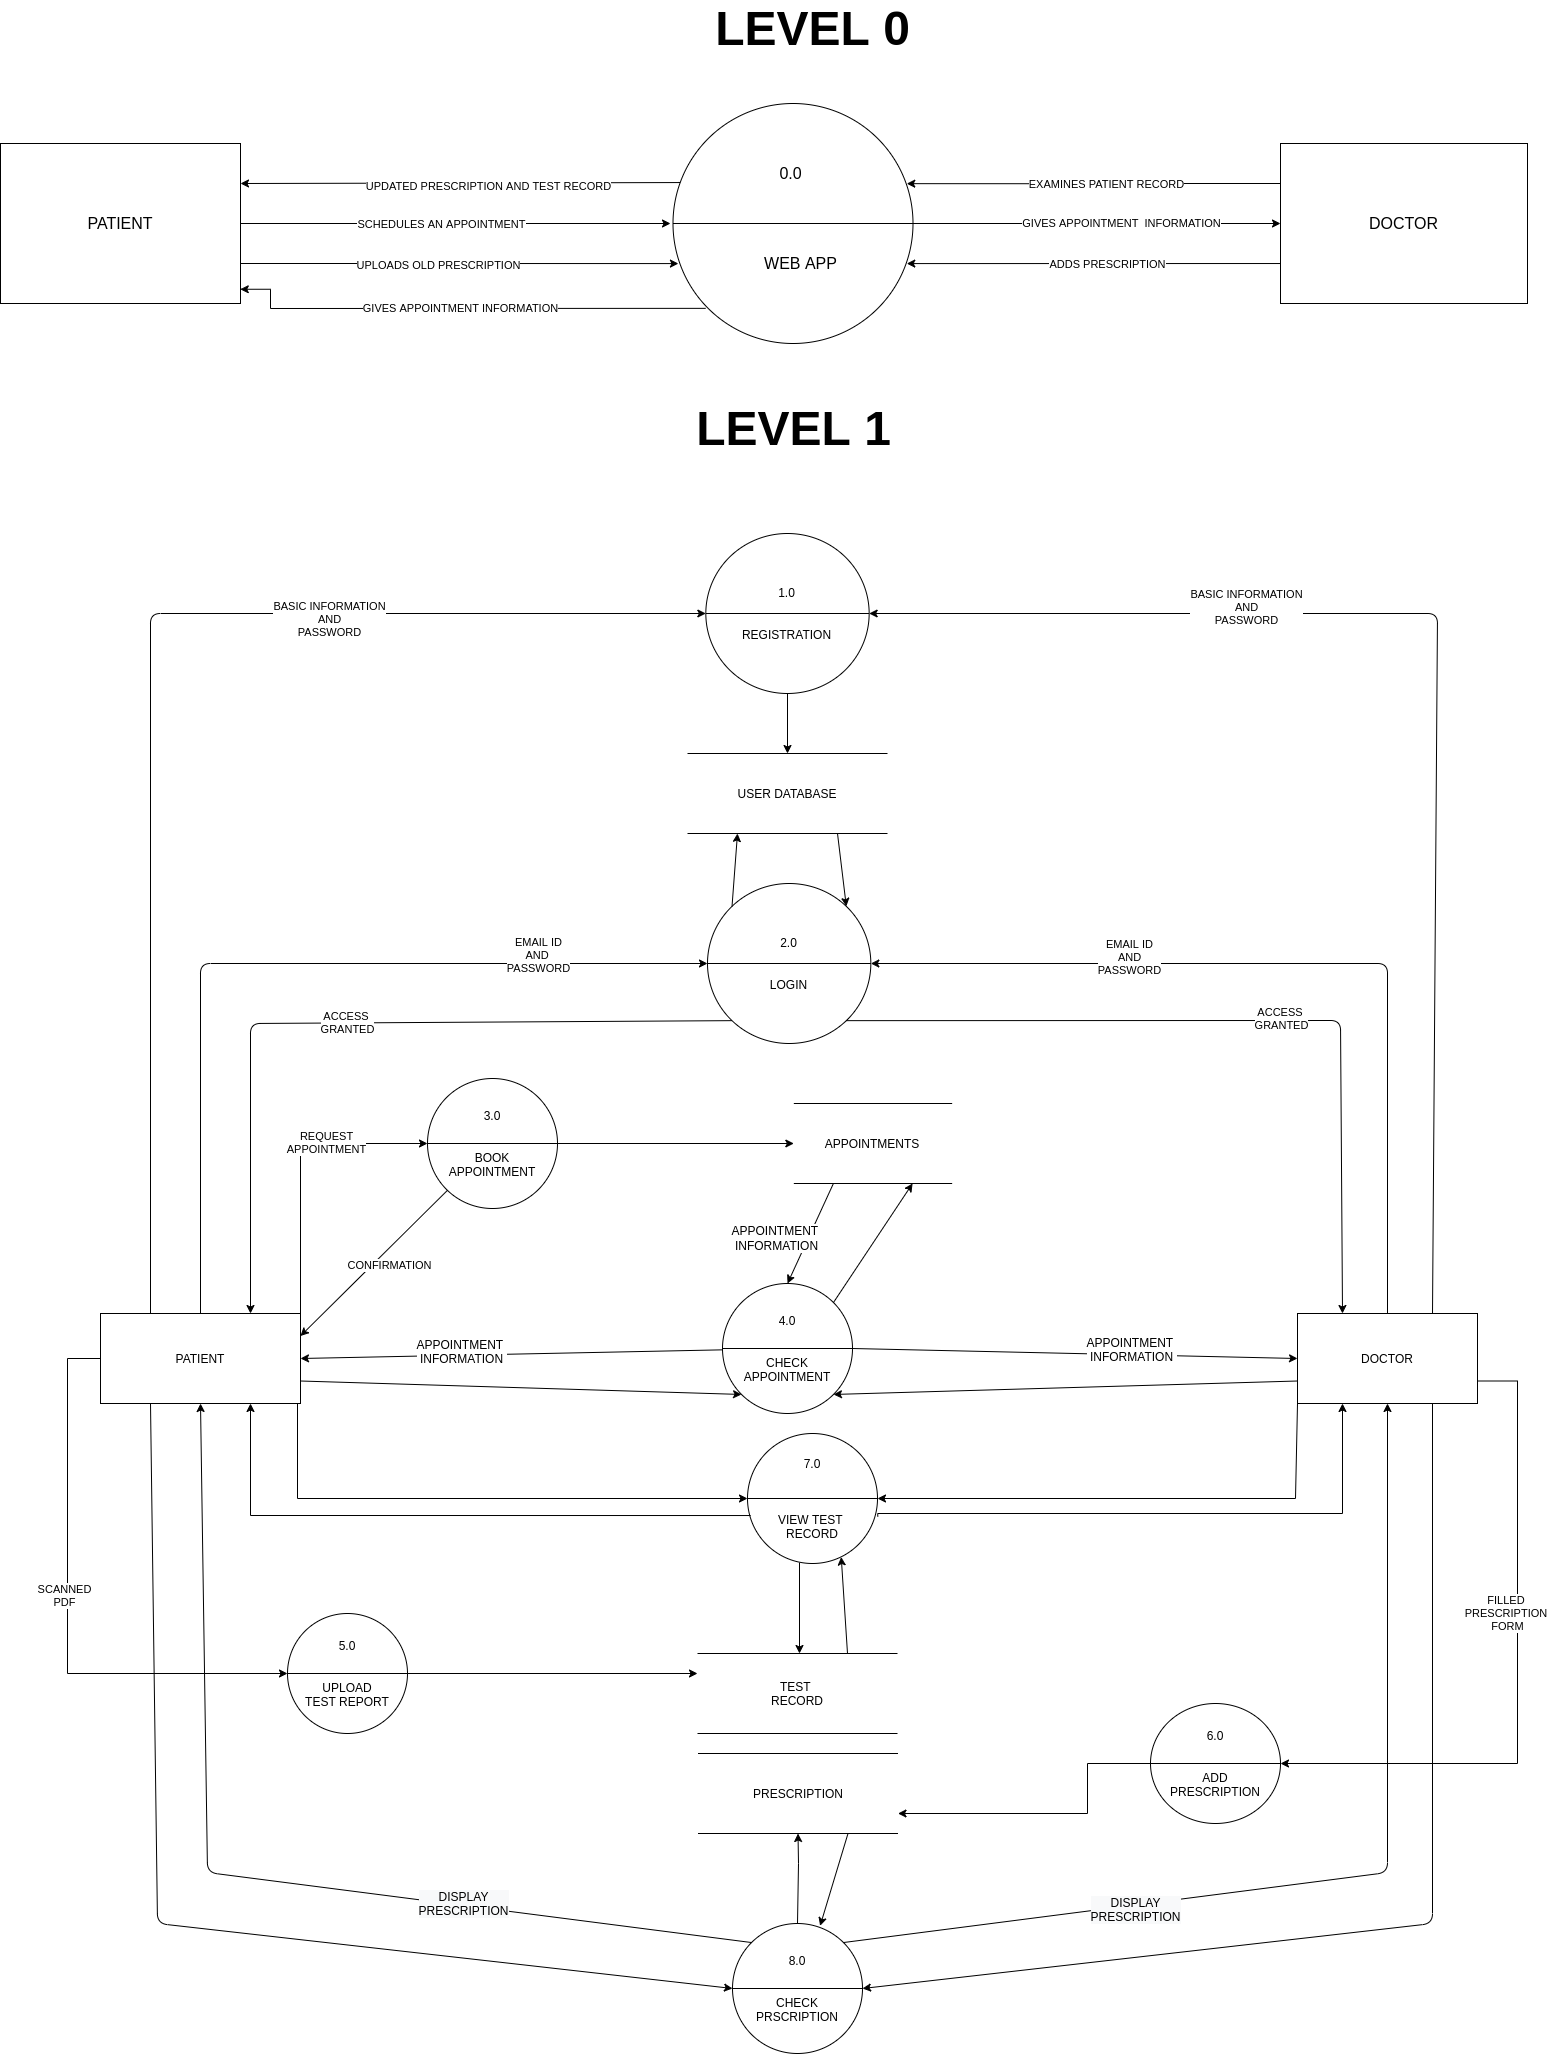 LEVEL 0
0.0
UPDATED PRESCRIPTION AND TEST RECORD
EXAMINES PATIENT RECORD
PATIENT
SCHEDULES AN APPOINTMENT
GIVES APPOINTMENT  INFORMATION
DOCTOR
UPLOADS OLD PRESCRIPTION
WEB APP
ADDS PRESCRIPTION
GIVES APPOINTMENT INFORMATION
LEVEL 1
1.0
REGISTRATION
BASIC INFORMATION
AND
PASSWORD
BASIC INFORMATION
AND
PASSWORD
USER DATABASE
EMAIL ID
AND
PASSWORD
2.0
LOGIN
EMAIL ID
AND
PASSWORD
ACCESS
GRANTED
ACCESS
GRANTED
REQUEST
APPOINTMENT
3.0
BOOK
APPOINTMENT
APPOINTMENTS
APPOINTMENT
INFORMATION
CONFIRMATION
4.0
CHECK
APPOINTMENT
PATIENT
APPOINTMENT
INFORMATION
APPOINTMENT
INFORMATION
DOCTOR
7.0
VIEW TEST
RECORD
SCANNED
PDF
FILLED
PRESCRIPTION
FORM
5.0
UPLOAD
TEST REPORT
TEST
RECORD
6.0
ADD
PRESCRIPTION
PRESCRIPTION
DISPLAY
PRESCRIPTION
DISPLAY
PRESCRIPTION
8.0
CHECK
PRSCRIPTION